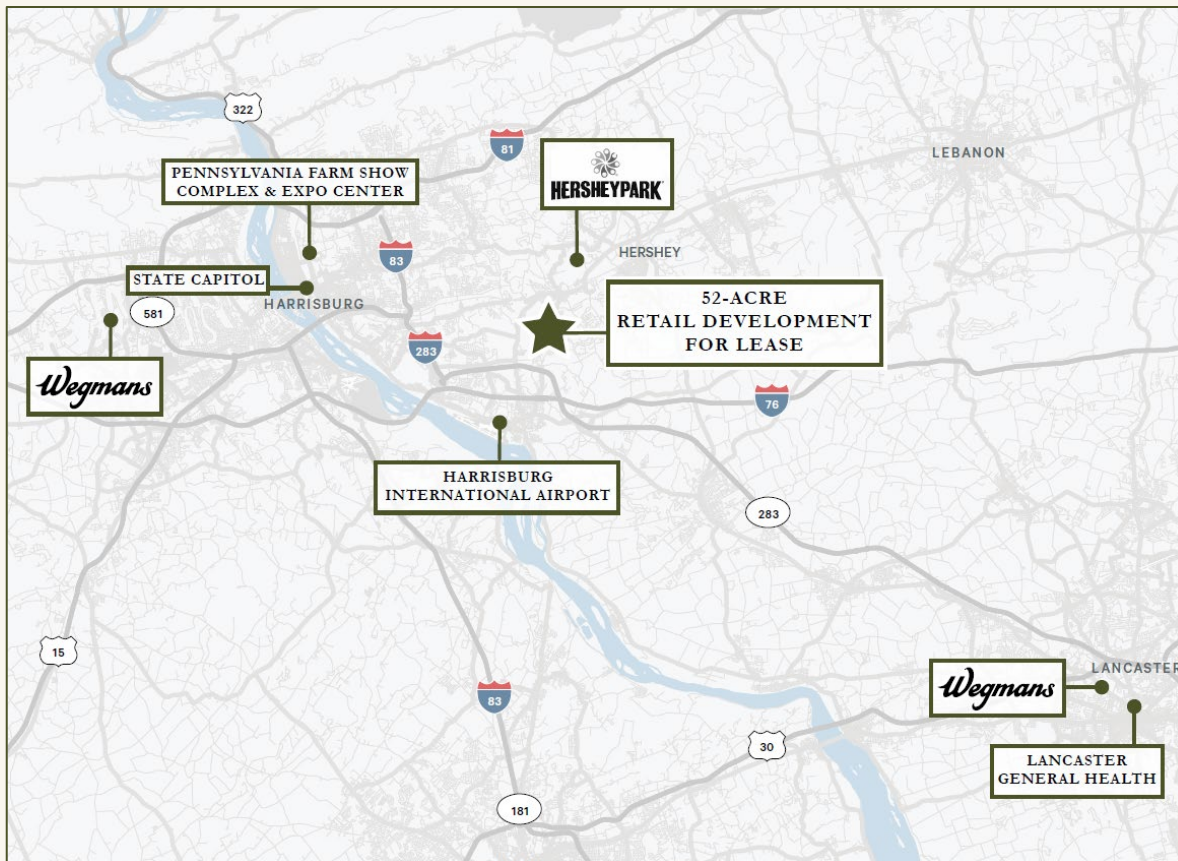 322
81
PENNSYLVANIA FARM SHOW
COMPLEX & EXPO CENTER
HERSHEYPARK
LEBANON
83
HERSHEY
STATE CAPITOL
HARRISBURG
581
52-ACRE
RETAIL DEVELOPMENT
FOR LEASE
283
Wegmans
76
HARRISBURG
INTERNATIONAL AIRPORT
283
15
83
Wegmans
LANCASTER
30
LANCASTER
GENERAL HEALTH
181